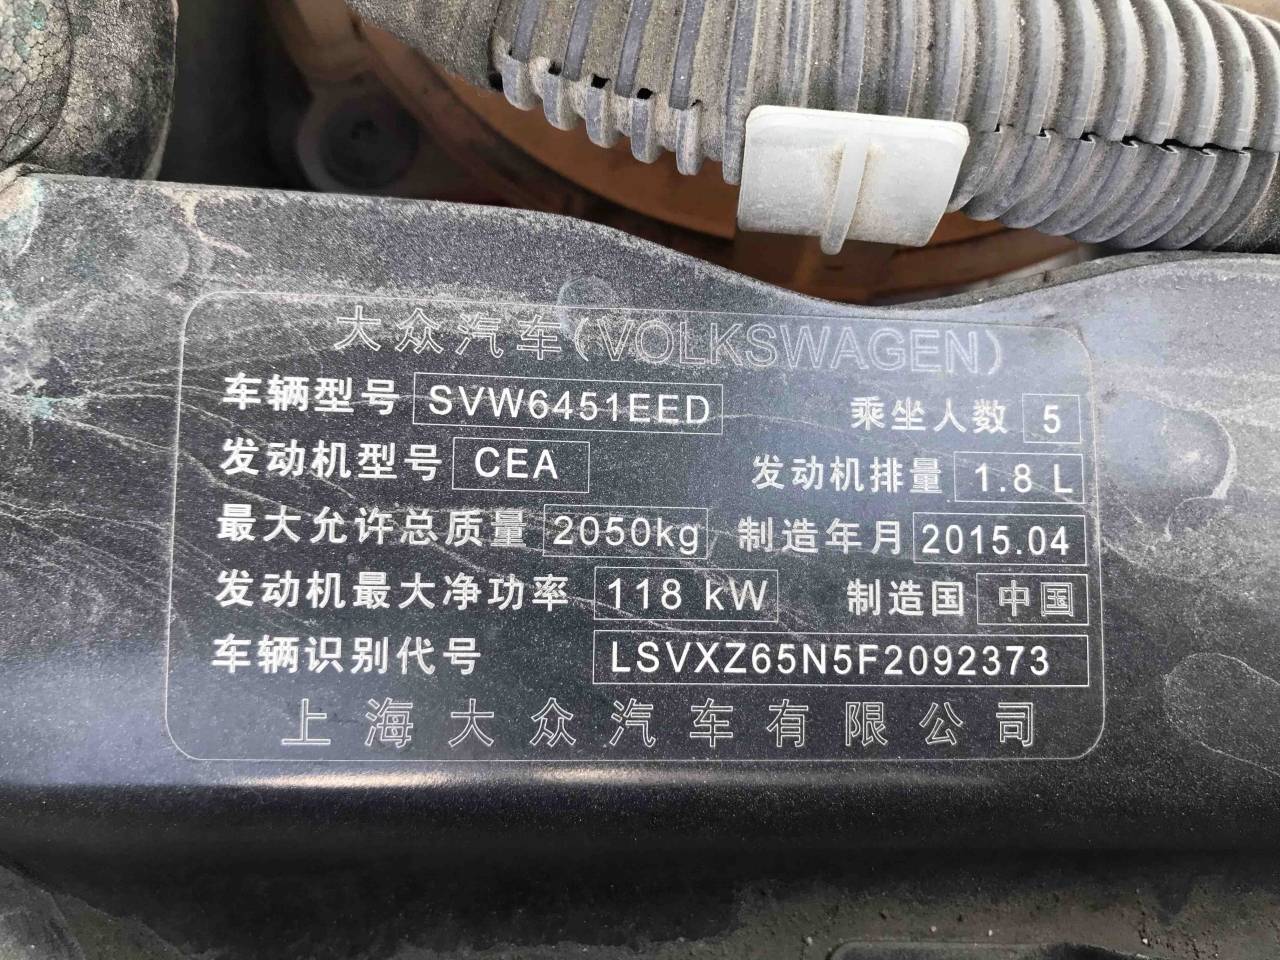 大众汽车(VOLKSWAGEN)
车辆型号 SVW6451EED 乘坐人数 5
发动机型号 CEA 发动机排量 1.8 L
最大允许总质量 2050kg 制造年月 2015.04
发动机最大净功率 118 kW 制造国 中国
车辆识别代号 LSVXZ65N5F2092373
上海大众汽车有限公司